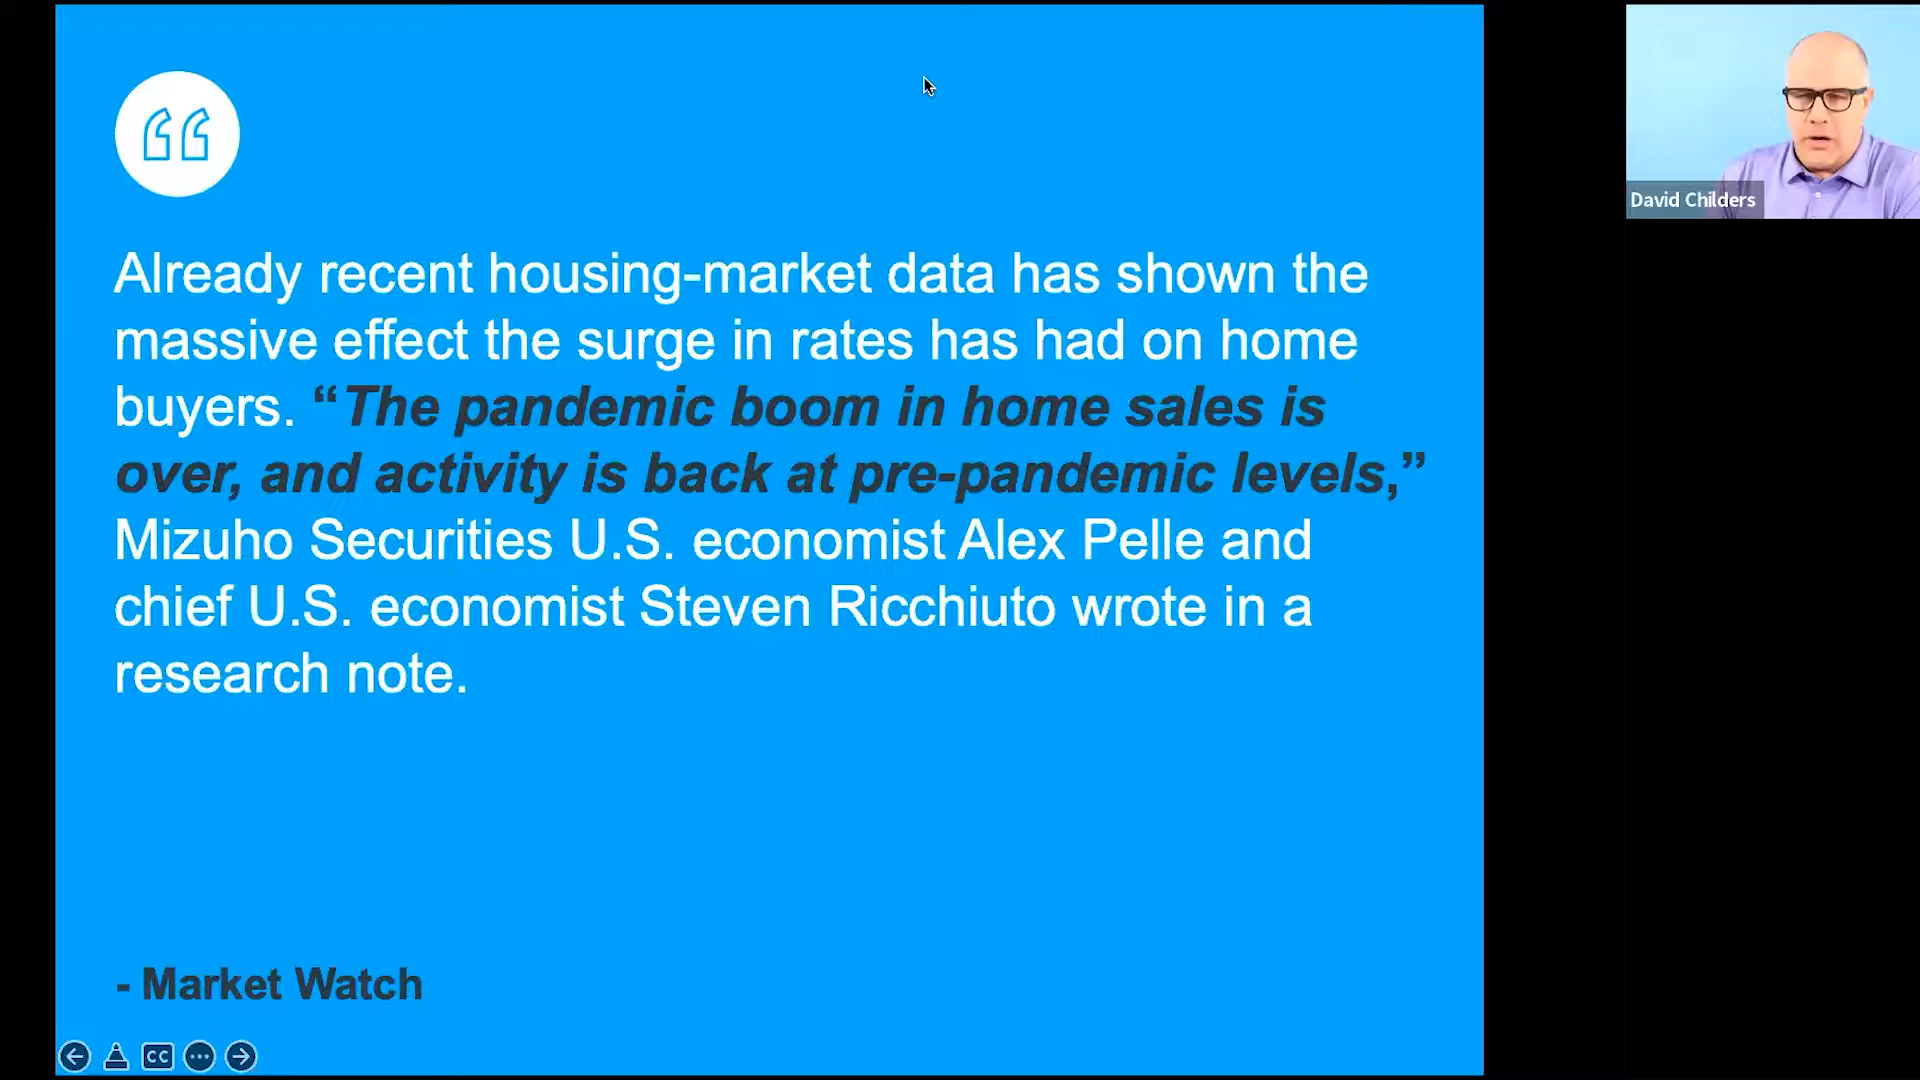 Already recent housing-market data has shown the
massive effect the surge in rates has had on home
buyers. “The pandemic boom in home sales is
over, and activity is back at pre-pandemic levels,”
Mizuho Securities U.S. economist Alex Pelle and
chief U.S. economist Steven Ricchiuto wrote in a
research note.
- Market Watch
CC
David Childers